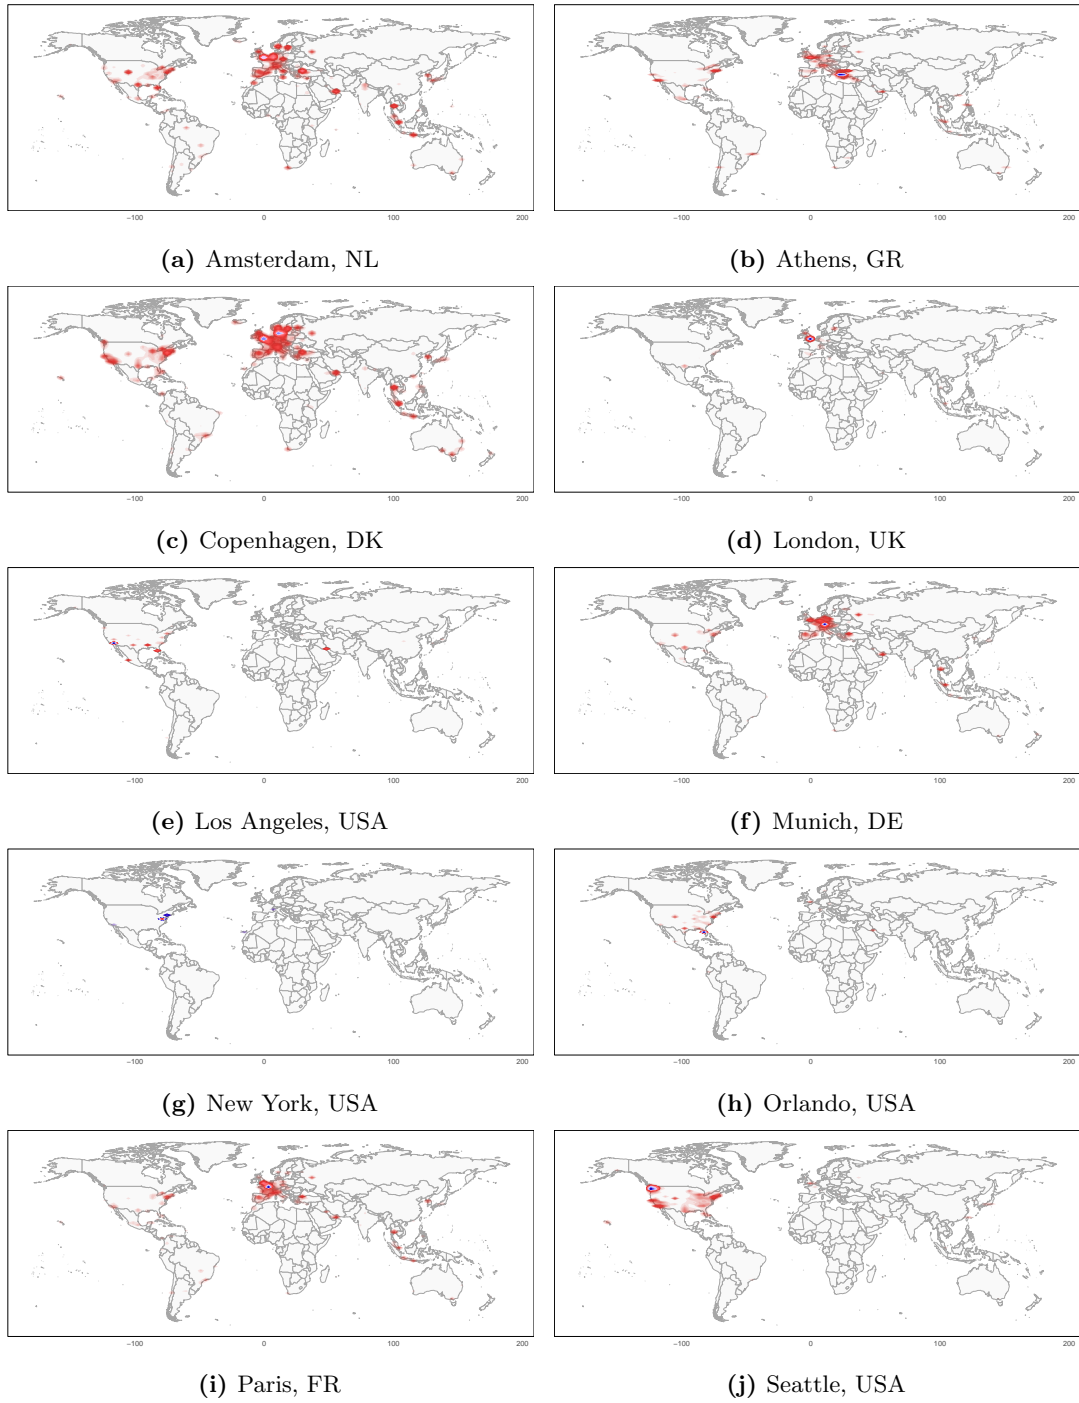 −100 0 100 200 −100 0 100 200
(a) Amsterdam, NL (b) Athens, GR
−100 0 100 200 −100 0 100 200
(c) Copenhagen, DK (d) London, UK
−100 0 100 200 −100 0 100 200
(e) Los Angeles, USA (f) Munich, DE
−100 0 100 200 −100 0 100 200
(g) New York, USA (h) Orlando, USA
−100 0 100 200 −100 0 100 200
(i) Paris, FR (j) Seattle, USA